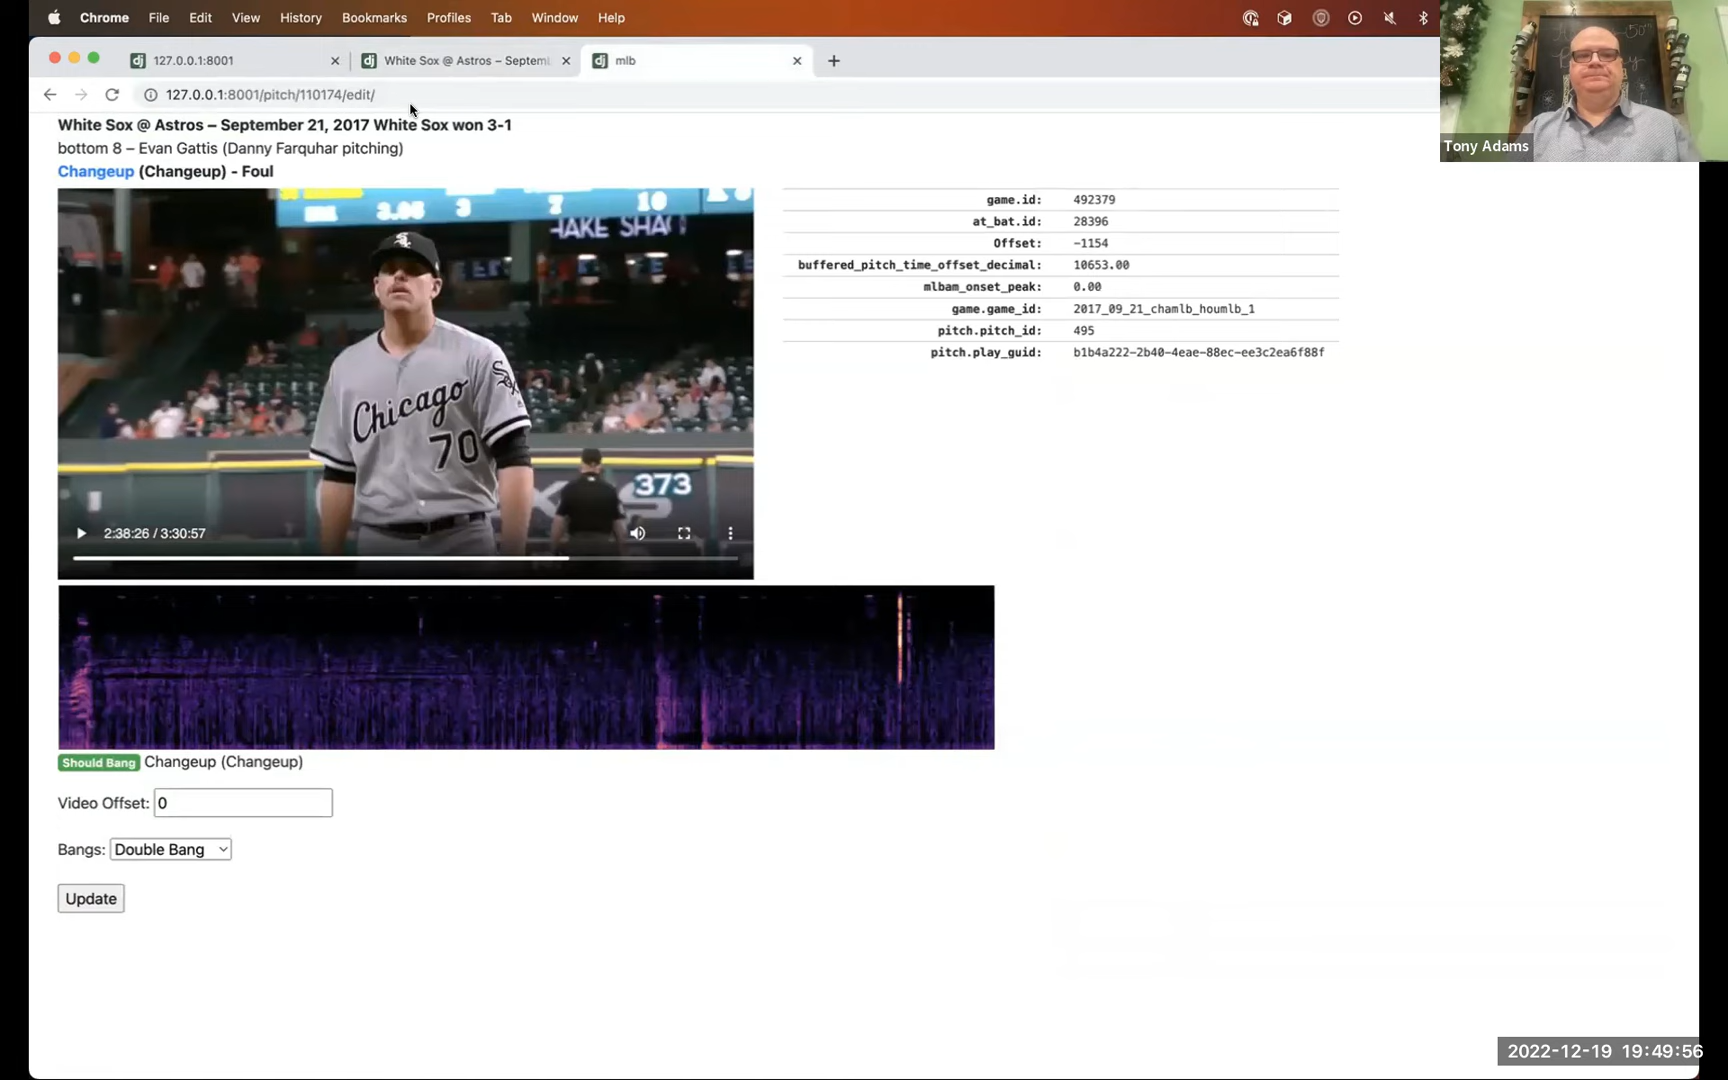 Chrome File Edit View History Bookmarks Profiles Tab Window Help
dj 127.0.0.1:8001
dj White Sox @ Astros – Septem
dj mlb
127.0.0.1:8001/pitch/110174/edit/
Tony Adams
White Sox @ Astros – September 21, 2017 White Sox won 3-1
bottom 8 – Evan Gattis (Danny Farquhar pitching)
Changeup (Changeup) - Foul
3 7 10
Chicago
70
373
2:38:26 / 3:30:57
game.id: 492379
at_bat.id: 28396
Offset: -1154
buffered_pitch_time_offset_decimal: 10653.00
mlbam_onset_peak: 0.00
game.game_id: 2017_09_21_chamlb_houmlb_1
pitch.pitch_id: 495
pitch.play_guid: b1b4a222-2b40-4eae-88ec-ee3c2ea6f88f
Should Bang Changeup (Changeup)
Video Offset: 0
Bangs: Double Bang
Update
2022-12-19 19:49:56